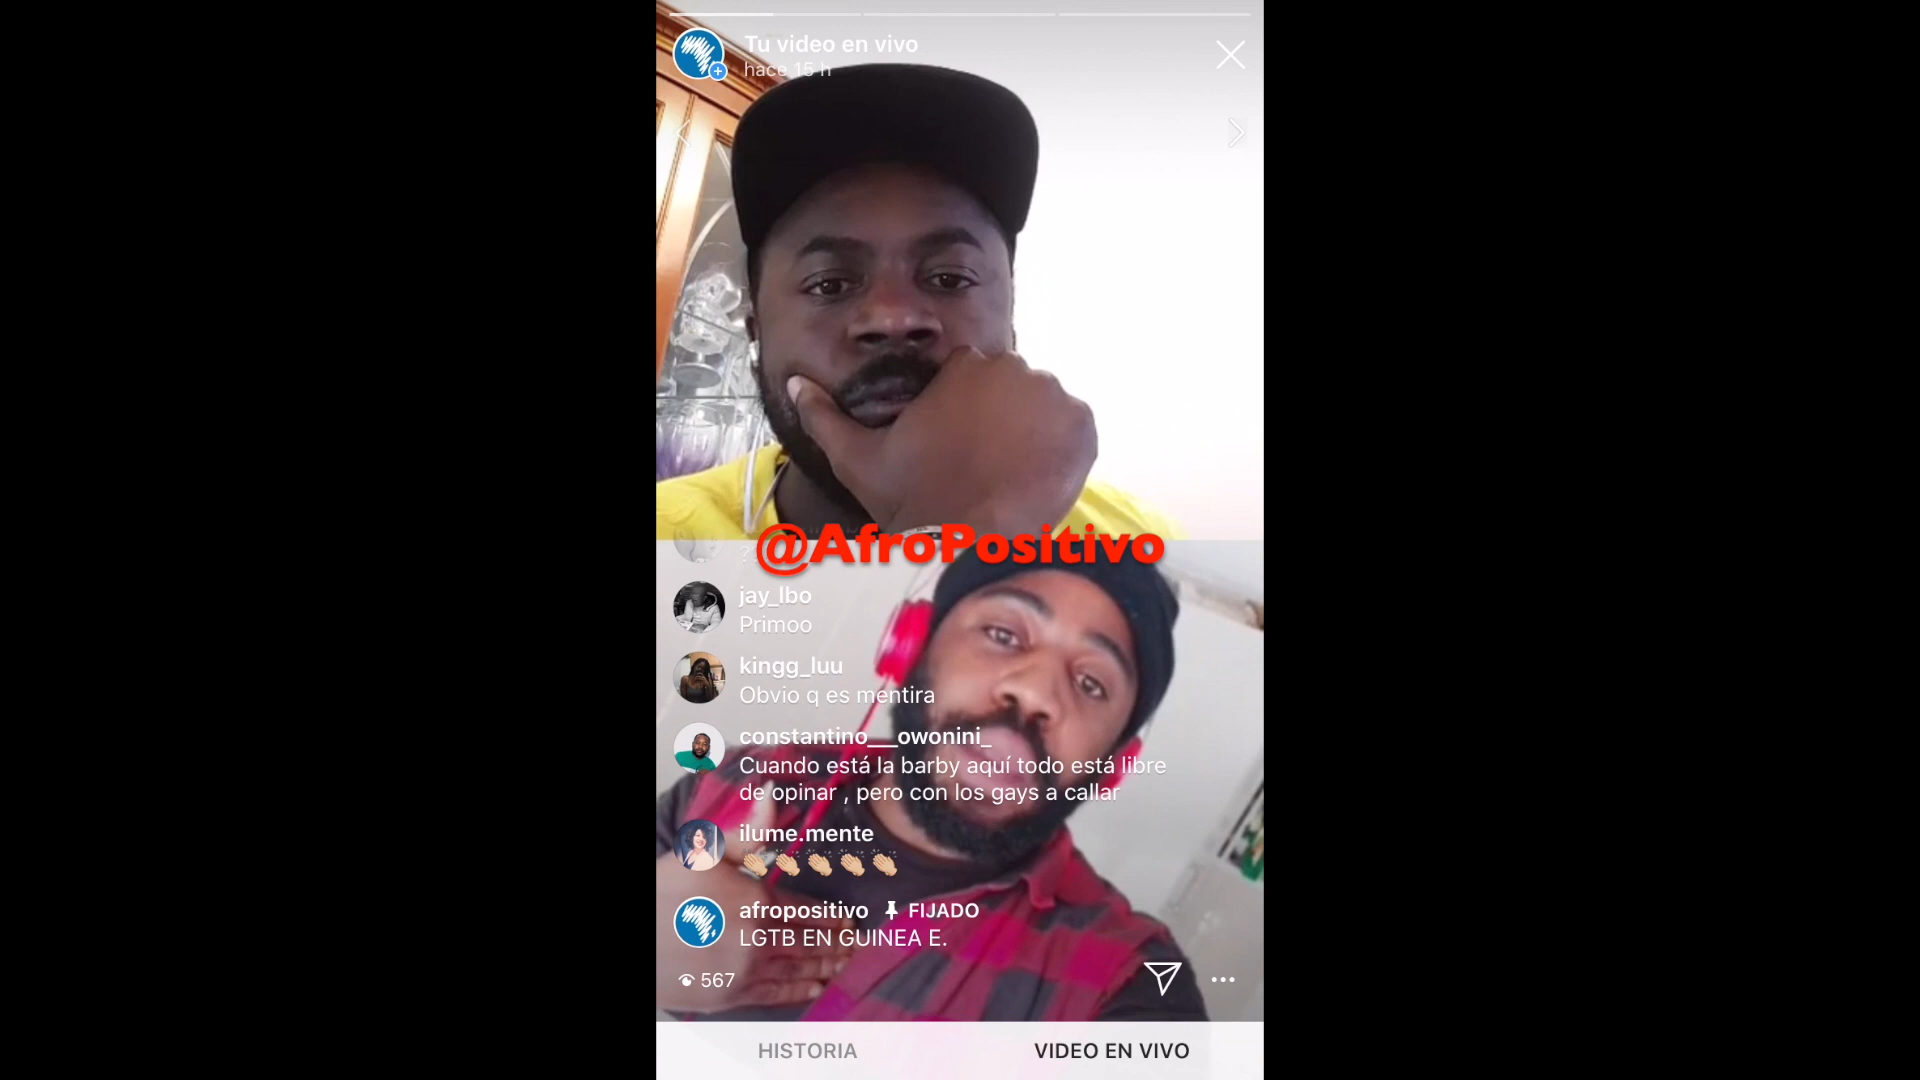 Tu video en vivo
hace 15 h
@AfroPositivo
jay_lbo
Primoo
kingg_luu
Obvio q es mentira
constantino___owonini_
Cuando está la barby aquí todo está libre
de opinar , pero con los gays a callar
ilume.mente
👏🏼👏🏼👏🏼👏🏼👏🏼
afropositivo FIJADO
LGTB EN GUINEA E.
567
HISTORIA
VIDEO EN VIVO